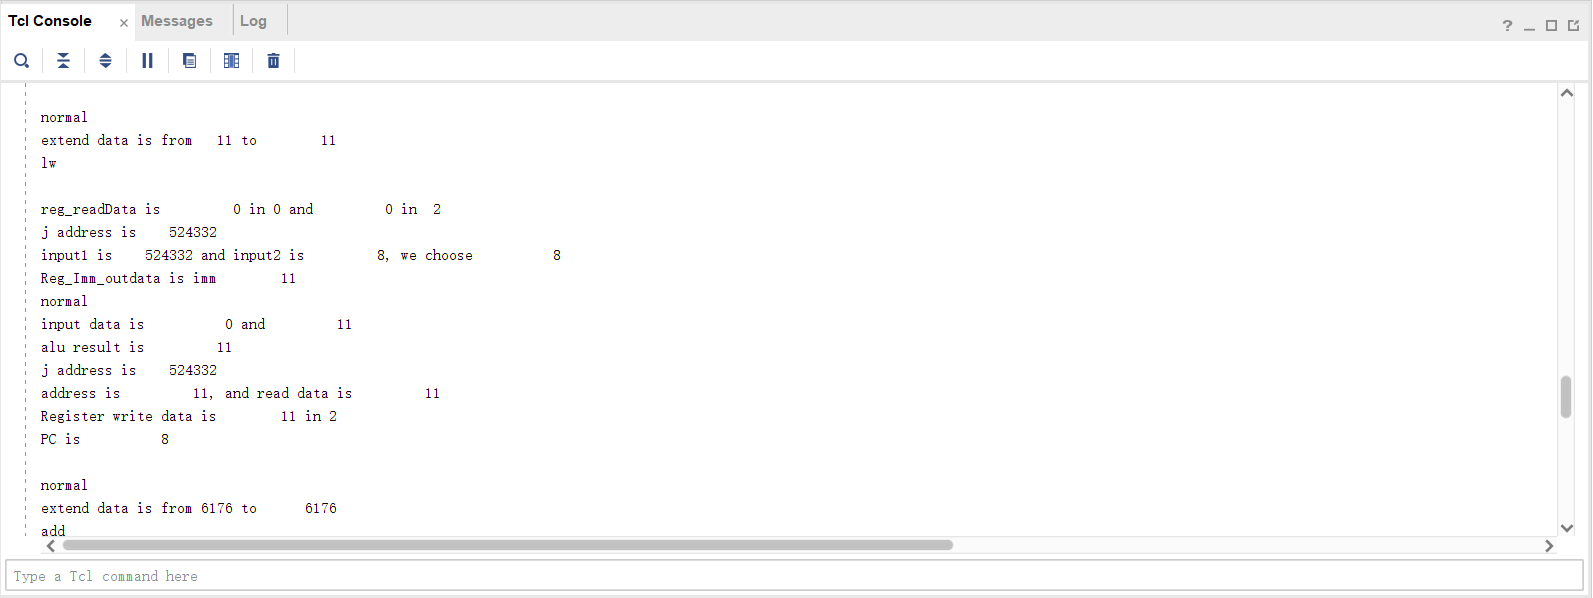 Tcl Console × Messages Log ?
normal
extend data is from   11 to        11
lw
reg_readData is         0 in 0 and         0 in  2
j address is    524332
input1 is    524332 and input2 is         8, we choose          8
Reg_Imm_outdata is imm        11
normal
input data is          0 and         11
alu result is         11
j address is    524332
address is         11, and read data is         11
Register write data is        11 in 2
PC is          8
normal
extend data is from 6176 to      6176
add
Type a Tcl command here